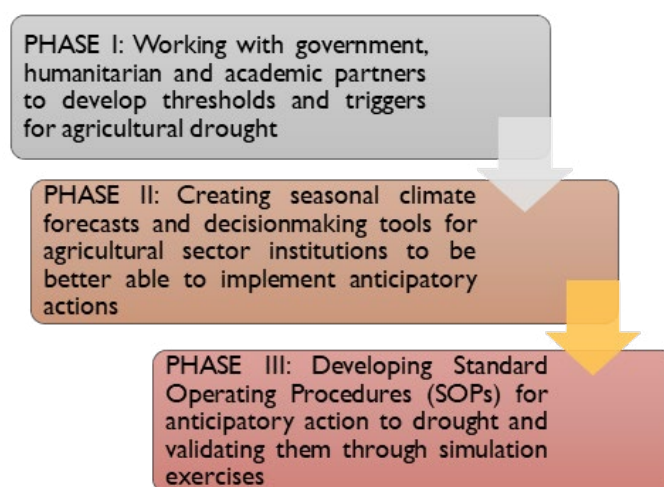 PHASE I: Working with government,
humanitarian and academic partners
to develop thresholds and triggers
for agricultural drought
PHASE II: Creating seasonal climate
forecasts and decisionmaking tools for
agricultural sector institutions to be
better able to implement anticipatory
actions
PHASE III: Developing Standard
Operating Procedures (SOPs) for
anticipatory action to drought and
validating them through simulation
exercises